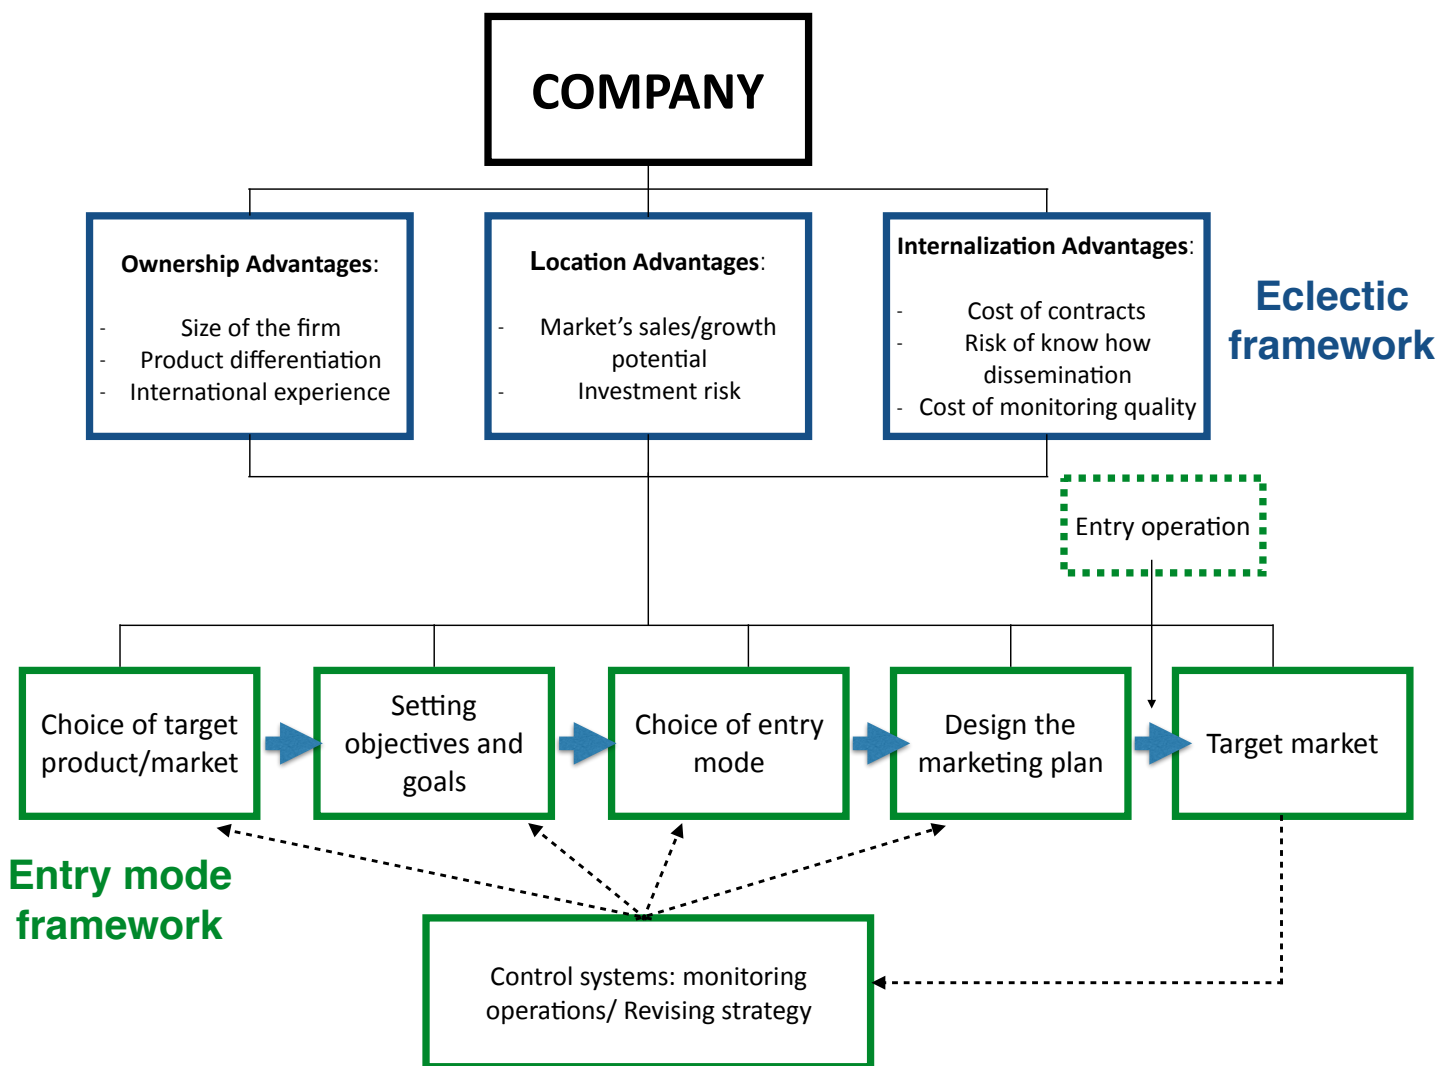 COMPANY
Ownership Advantages:
- Size of the firm
- Product differentiation
- International experience
Location Advantages:
- Market's sales/growth
potential
- Investment risk
Internalization Advantages:
- Cost of contracts
- Risk of know how
dissemination
- Cost of monitoring quality
Eclectic
framework
Entry operation
Choice of target
product/market
Setting
objectives and
goals
Choice of entry
mode
Design the
marketing plan
Target market
Entry mode
framework
Control systems: monitoring
operations/ Revising strategy